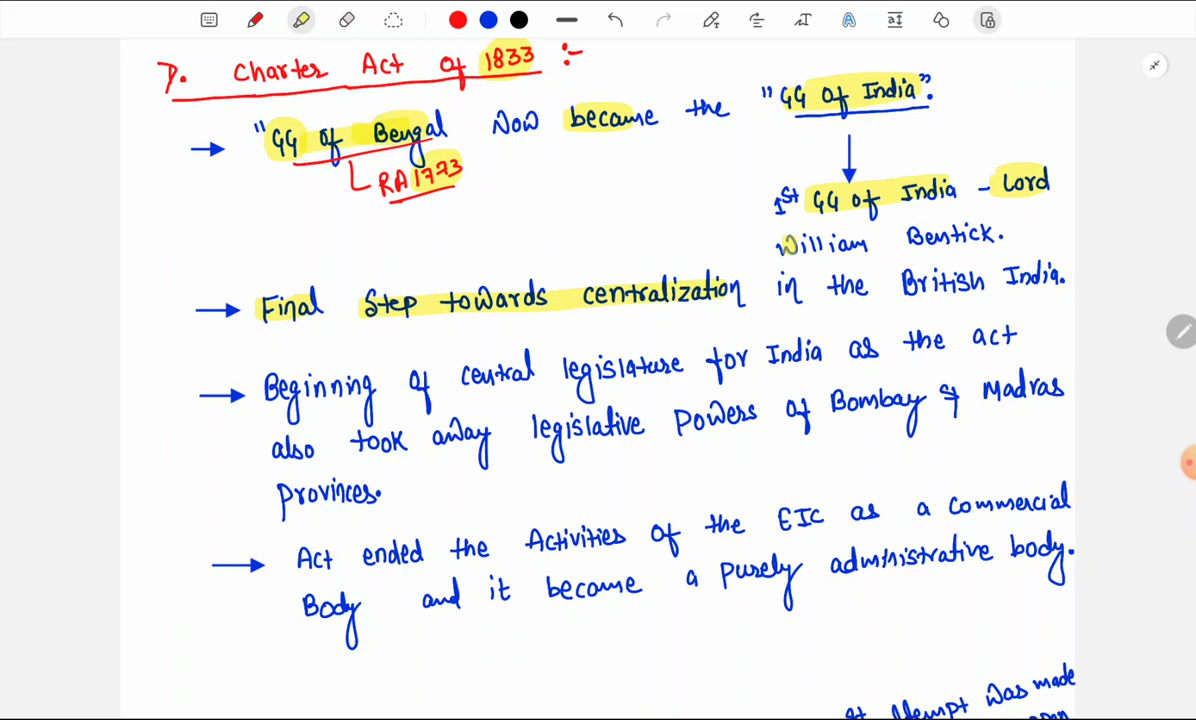 7. Charter Act of 1833 :-
→ "GG of Bengal Now became the "GG of India".
RA 1773
1st GG of India - Lord
William Bentick.
→ Final Step towards centralization in the British India.
→ Beginning of central legislature for India as the act
also took away legislative Powers of Bombay & Madras
Provinces.
→ Act ended the Activities of the EIC as a commercial
Body and it became a purely administrative body.
Attempt was made